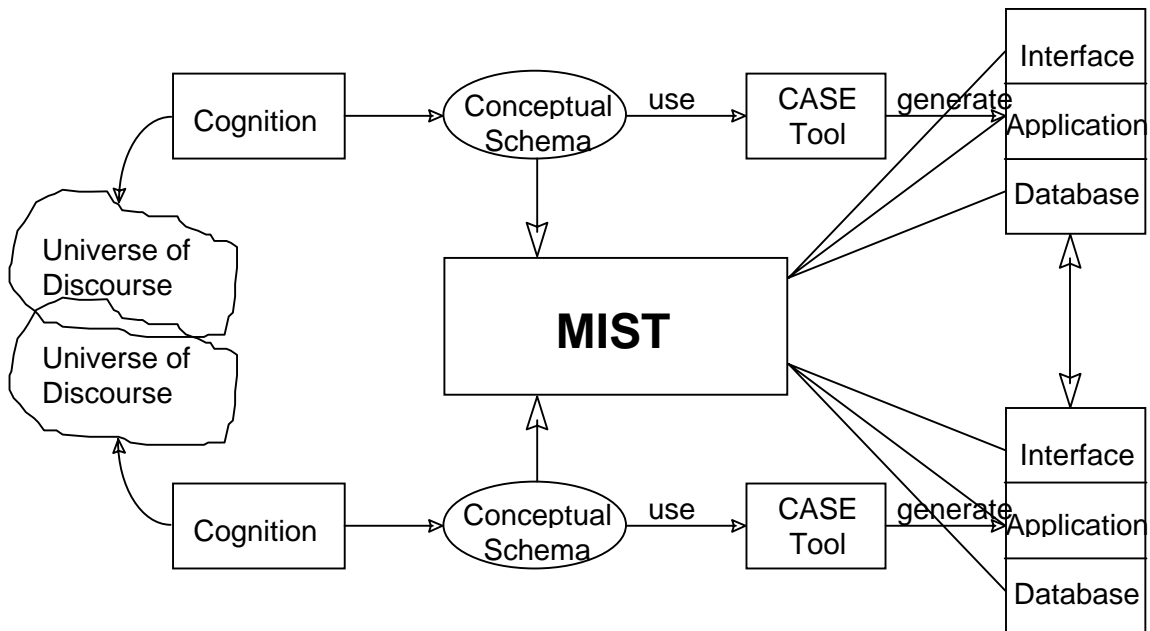 Interface
Cognition
Conceptual
Schema
use
CASE
Tool
generate
Application
Database
Universe of
Discourse
MIST
Universe of
Discourse
Interface
Cognition
Conceptual
Schema
use
CASE
Tool
generate
Application
Database